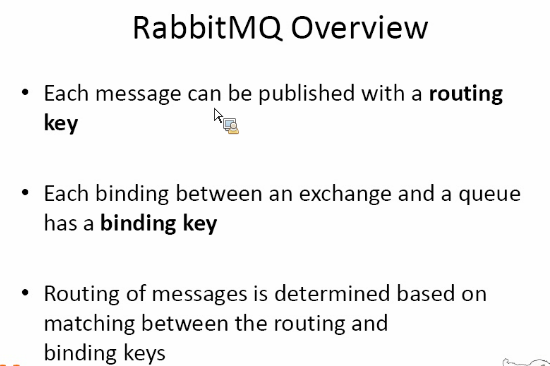 RabbitMQ Overview
• Each message can be published with a routing
key
• Each binding between an exchange and a queue
has a binding key
• Routing of messages is determined based on
matching between the routing and
binding keys